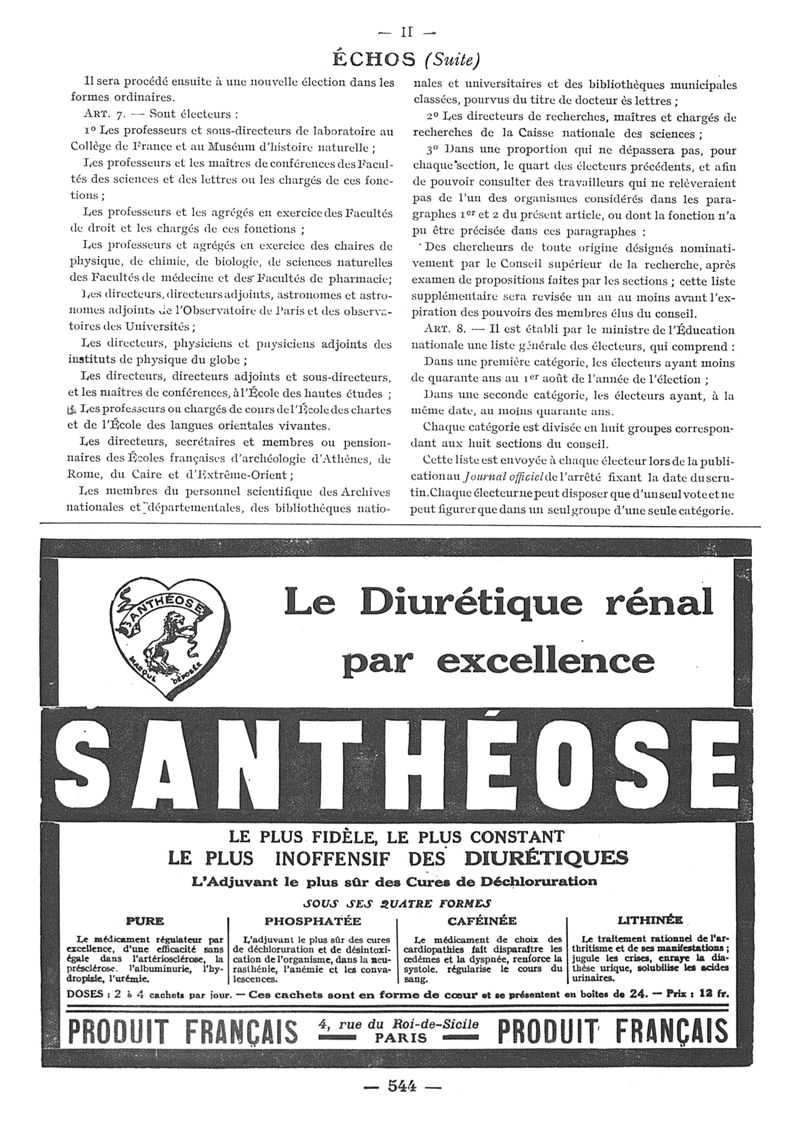 — II —
ÉCHOS (Suite)
Il sera procédé ensuite à une nouvelle élection dans les
formes ordinaires.
ART. 7. — Sont électeurs :
1o Les professeurs et sous-directeurs de laboratoire au
Collège de France et au Muséum d'histoire naturelle ;
Les professeurs et les maîtres de conférences des Facul-
tés des sciences et des lettres ou les chargés de ces fonc-
tions ;
Les professeurs et les agrégés en exercice des Facultés
de droit et les chargés de ces fonctions ;
Les professeurs et agrégés en exercice des chaires de
physique, de chimie, de biologie, de sciences naturelles
des Facultés de médecine et des Facultés de pharmacie;
Les directeurs, directeurs adjoints, astronomes et astro-
nomes adjoints de l'Observatoire de Paris et des observa-
toires des Universités ;
Les directeurs, physiciens et physiciens adjoints des
instituts de physique du globe ;
Les directeurs, directeurs adjoints et sous-directeurs,
et les maîtres de conférences, à l'École des hautes études ;
Les professeurs ou chargés de cours de l'École des chartes
et de l'École des langues orientales vivantes.
Les directeurs, secrétaires et membres ou pension-
naires des Écoles françaises d'archéologie d'Athènes, de
Rome, du Caire et d'Extrême-Orient ;
Les membres du personnel scientifique des Archives
nationales et départementales, des bibliothèques natio-
nales et universitaires et des bibliothèques municipales
classées, pourvus du titre de docteur ès lettres ;
2o Les directeurs de recherches, maîtres et chargés de
recherches de la Caisse nationale des sciences ;
3o Dans une proportion qui ne dépassera pas, pour
chaque section, le quart des électeurs précédents, et afin
de pouvoir consulter des travailleurs qui ne relèveraient
pas de l'un des organismes considérés dans les para-
graphes 1er et 2 du présent article, ou dont la fonction n'a
pu être précisée dans ces paragraphes :
Des chercheurs de toute origine désignés nominati-
vement par le Conseil supérieur de la recherche, après
examen de propositions faites par les sections ; cette liste
supplémentaire sera revisée un an au moins avant l'ex-
piration des pouvoirs des membres élus du conseil.
ART. 8. — Il est établi par le ministre de l'Éducation
nationale une liste générale des électeurs, qui comprend :
Dans une première catégorie, les électeurs ayant moins
de quarante ans au 1er août de l'année de l'élection ;
Dans une seconde catégorie, les électeurs ayant, à la
même date, au moins quarante ans.
Chaque catégorie est divisée en huit groupes correspon-
dant aux huit sections du conseil.
Cette liste est envoyée à chaque électeur lors de la publi-
cation au Journal officiel de l'arrêté fixant la date du scru-
tin. Chaque électeur ne peut disposer que d'un seul vote et ne
peut figurer que dans un seul groupe d'une seule catégorie.
SANTHÉOSE
MARQUE DÉPOSÉE
Le Diurétique rénal
par excellence
SANTHÉOSE
LE PLUS FIDÈLE, LE PLUS CONSTANT
LE PLUS INOFFENSIF DES DIURÉTIQUES
L'Adjuvant le plus sûr des Cures de Déchloruration
SOUS SES QUATRE FORMES
PURE
Le médicament régulateur par
excellence, d'une efficacité sans
égale dans l'artériosclérose, la
présclérose, l'albuminurie, l'hy-
dropisie, l'urémie.
PHOSPHATÉE
L'adjuvant le plus sûr des cures
de déchloruration et de désintoxi-
cation de l'organisme, dans la neu-
rasthénie, l'anémie et les conva-
lescences.
CAFÉINÉE
Le médicament de choix des
cardiopathies fait disparaître les
œdèmes et la dyspnée, renforce la
systole, régularise le cours du
sang.
LITHINÉE
Le traitement rationnel de l'ar-
thritisme et de ses manifestations ;
jugule les crises, enraye la dia-
thèse urique, solubilise les acides
urinaires.
DOSES : 2 à 4 cachets par jour. — Ces cachets sont en forme de cœur et se présentent en boîtes de 24. — Prix : 12 fr.
PRODUIT FRANÇAIS
4, rue du Roi-de-Sicile
PARIS
PRODUIT FRANÇAIS
— 544 —